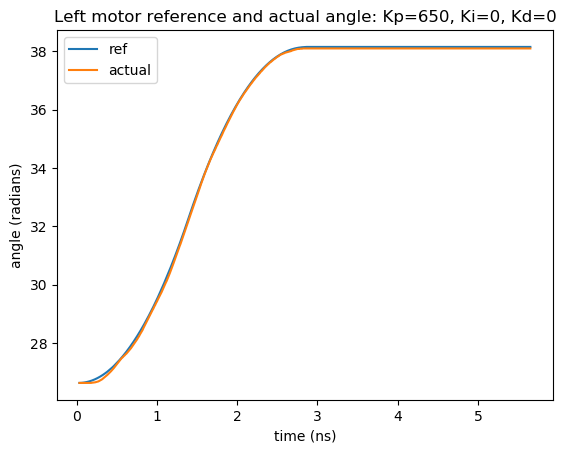 Left motor reference and actual angle: Kp=650, Ki=0, Kd=0
ref
actual
angle (radians)
38
36
34
32
30
28
0 1 2 3 4 5
time (ns)